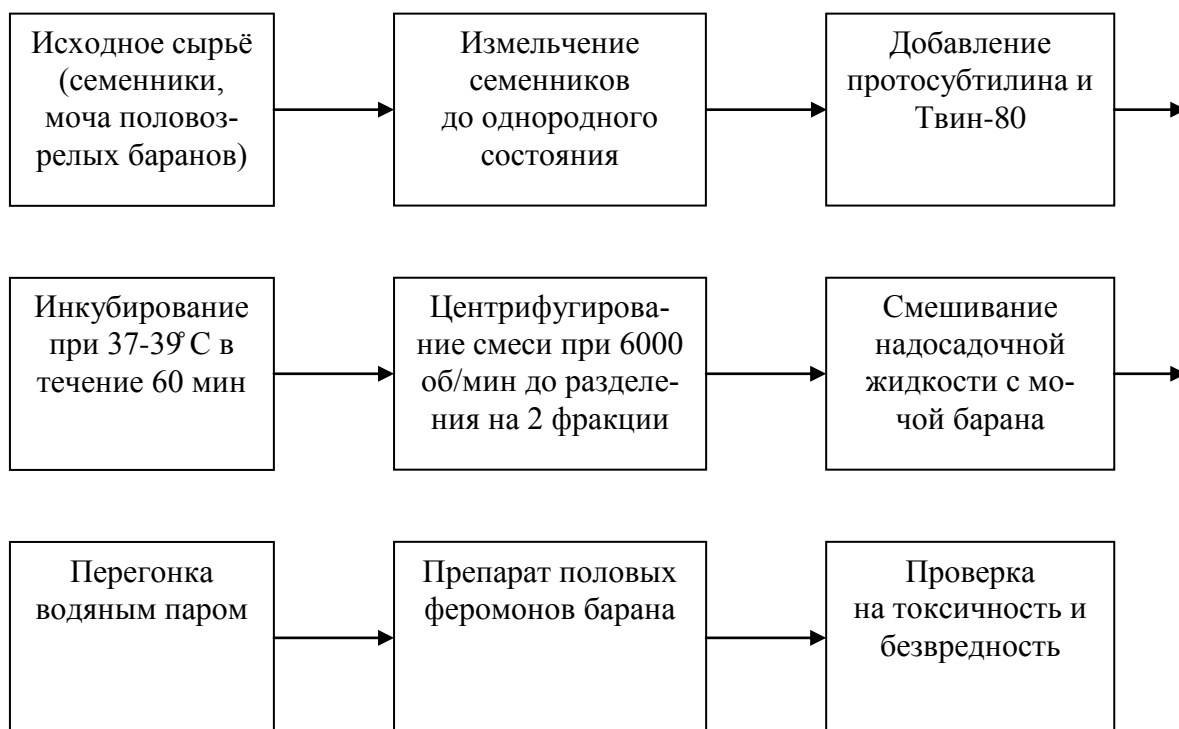 Исходное сырьё
(семенники,
моча половоз-
релых баранов)
Измельчение
семенников
до однородного
состояния
Добавление
протосубтилина и
Твин-80
Инкубирование
при 37-39̊ С в
течение 60 мин
Центрифугирова-
ние смеси при 6000
об/мин до разделе-
ния на 2 фракции
Смешивание
надосадочной
жидкости с мо-
чой барана
Перегонка
водяным паром
Препарат половых
феромонов барана
Проверка
на токсичность и
безвредность